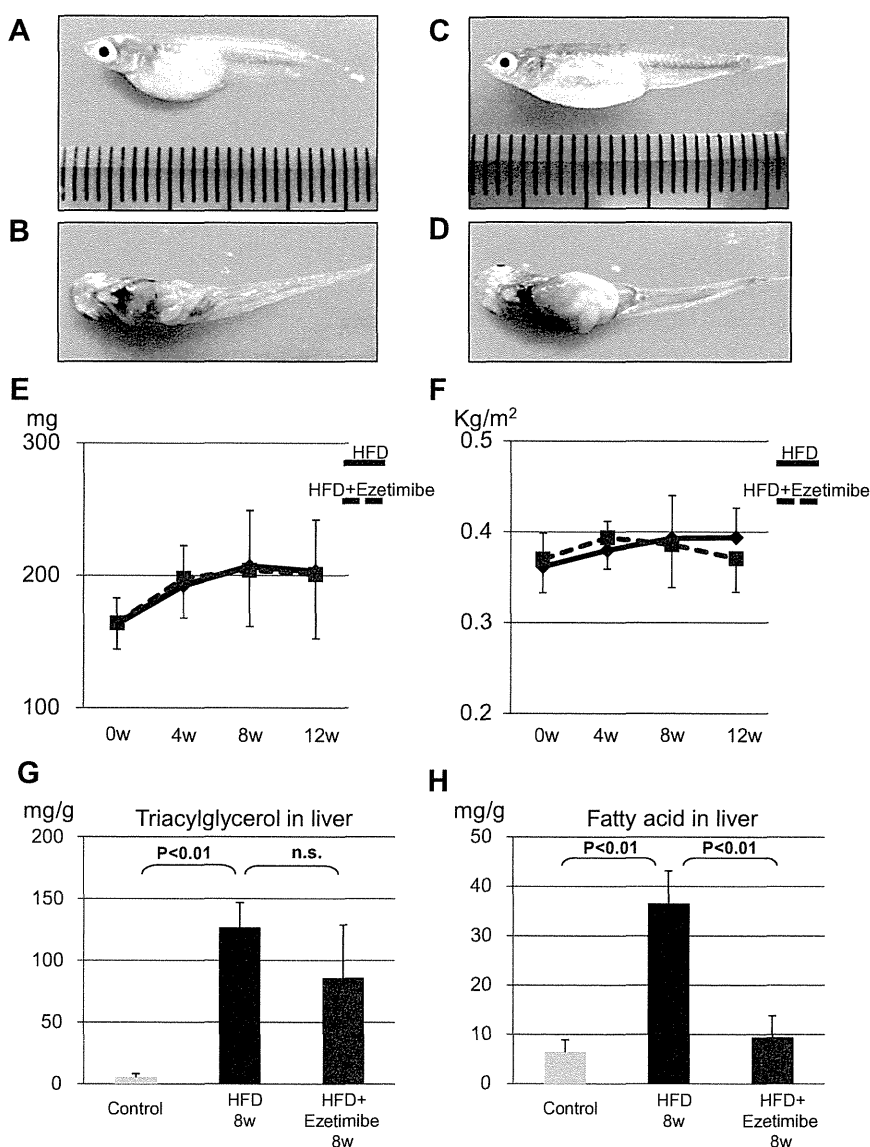 A
C
B
D
E
mg
300
200
100
HFD
HFD+Ezetimibe
0w 4w 8w 12w
F
Kg/m²
0.5
0.4
0.3
0.2
HFD
HFD+Ezetimibe
0w 4w 8w 12w
G
mg/g
Triacylglycerol in liver
200
150
100
50
0
P<0.01
n.s.
Control
HFD
8w
HFD+
Ezetimibe
8w
H
mg/g
Fatty acid in liver
50
40
30
20
10
0
P<0.01
P<0.01
Control
HFD
8w
HFD+
Ezetimibe
8w